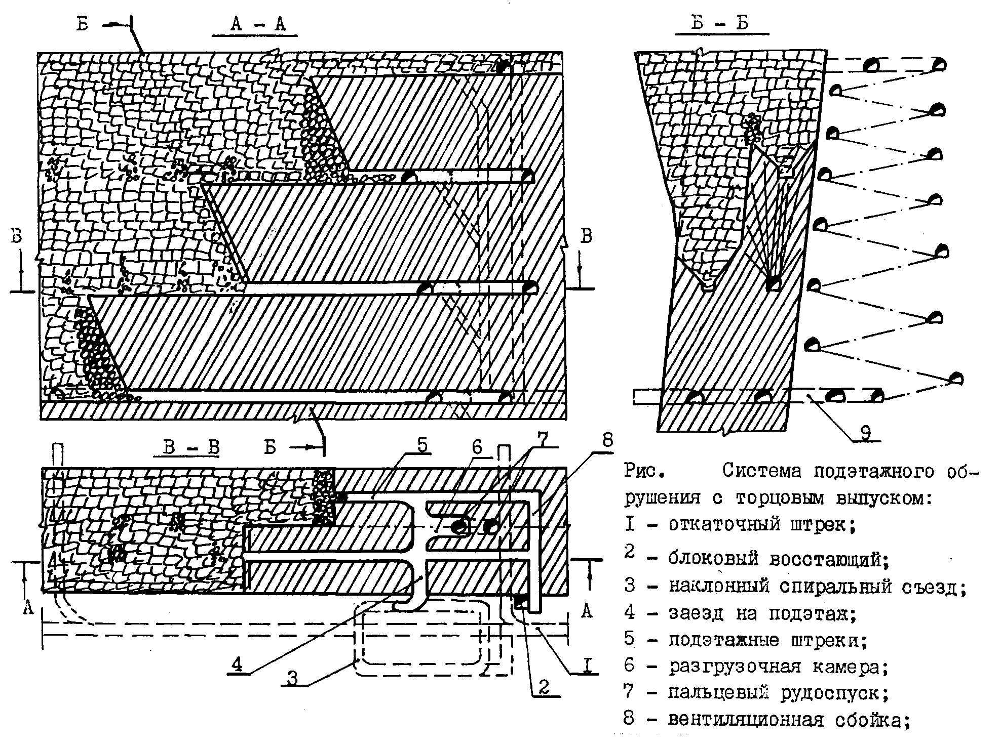 Б
А - А
Б - Б
В
В
В - В
Б
5
6
7
8
9
А
А
4
3
2
I
Рис. Система подэтажного об-
рушения с торцовым выпуском:
I - откаточный штрек;
2 - блоковый восстающий;
3 - наклонный спиральный съезд;
4 - заезд на подэтаж;
5 - подэтажные штреки;
6 - разгрузочная камера;
7 - пальцевый рудоспуск;
8 - вентиляционная сбойка;